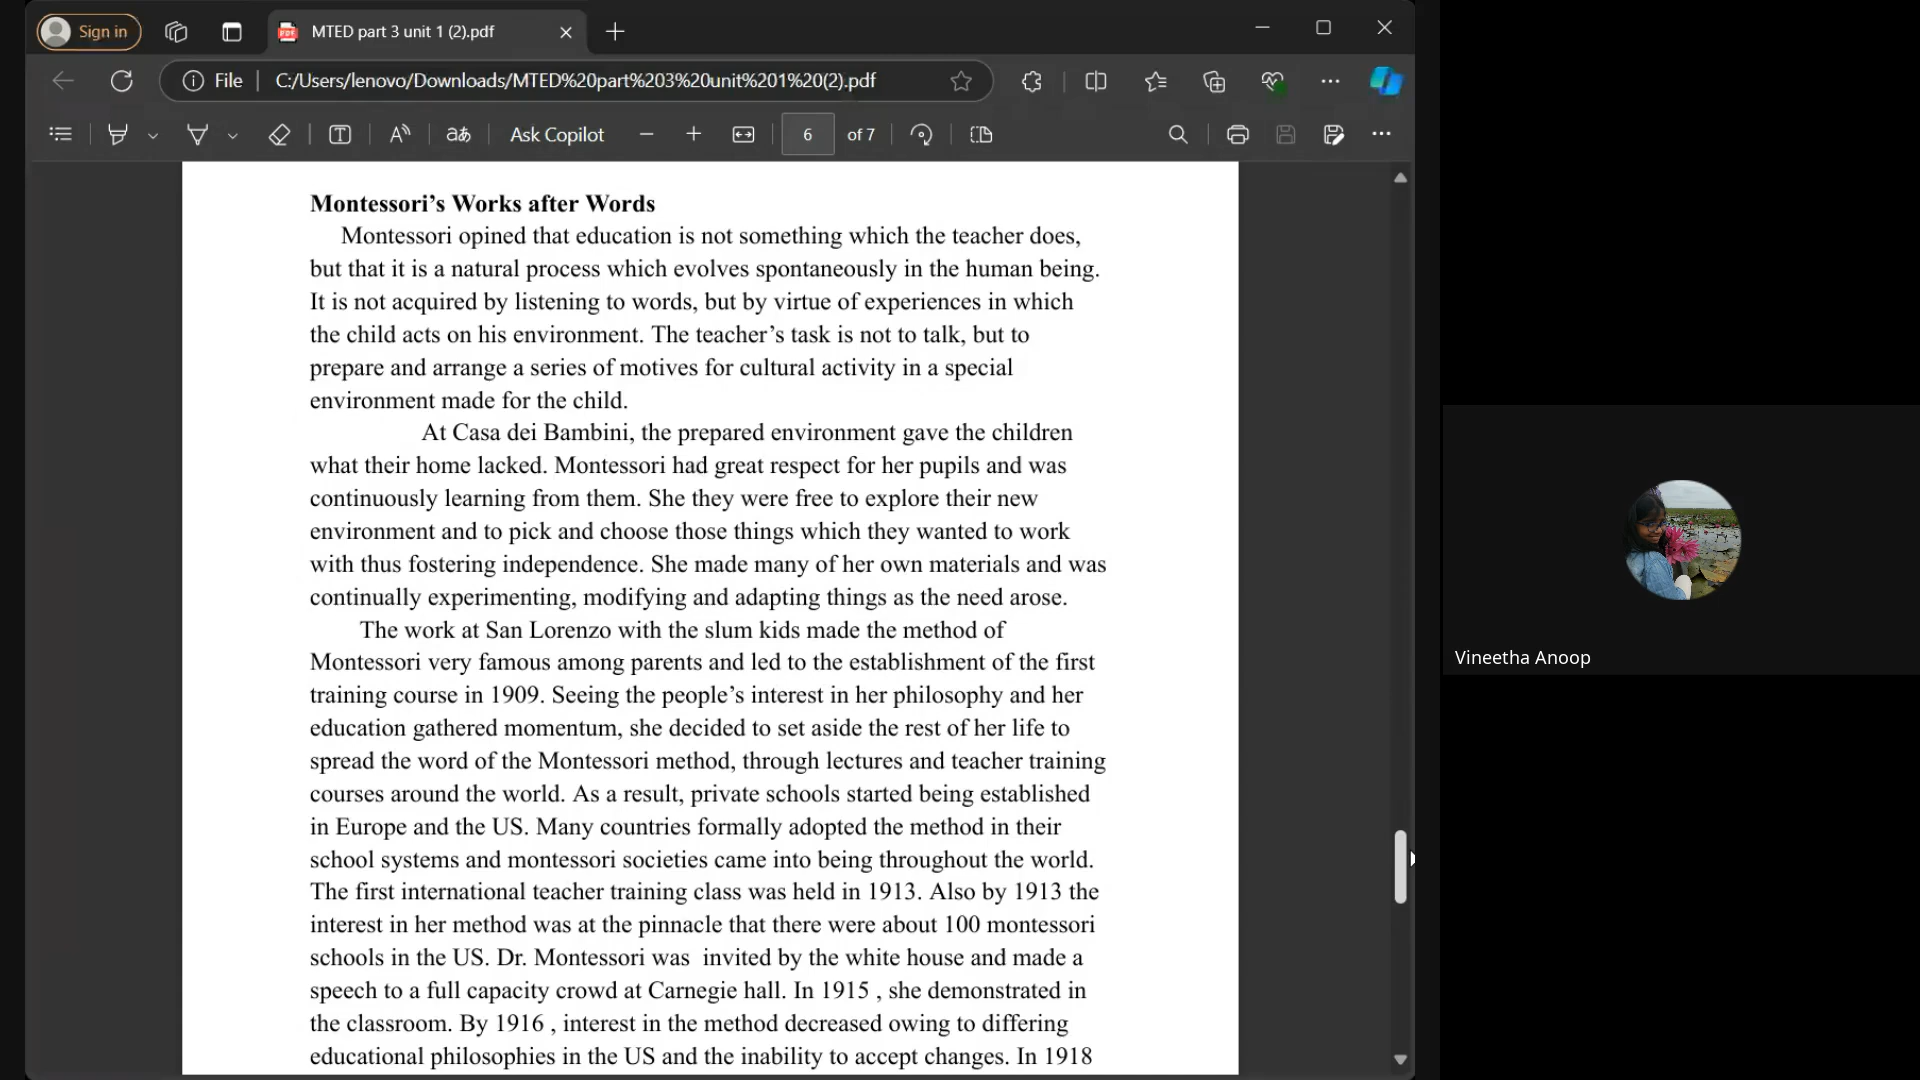 Sign in
MTED part 3 unit 1 (2).pdf
File
C:/Users/lenovo/Downloads/MTED%20part%203%20unit%201%20(2).pdf
aあ
Ask Copilot
6
of 7
Montessori's Works after Words
Montessori opined that education is not something which the teacher does,
but that it is a natural process which evolves spontaneously in the human being.
It is not acquired by listening to words, but by virtue of experiences in which
the child acts on his environment. The teacher's task is not to talk, but to
prepare and arrange a series of motives for cultural activity in a special
environment made for the child.
At Casa dei Bambini, the prepared environment gave the children
what their home lacked. Montessori had great respect for her pupils and was
continuously learning from them. She they were free to explore their new
environment and to pick and choose those things which they wanted to work
with thus fostering independence. She made many of her own materials and was
continually experimenting, modifying and adapting things as the need arose.
The work at San Lorenzo with the slum kids made the method of
Montessori very famous among parents and led to the establishment of the first
training course in 1909. Seeing the people's interest in her philosophy and her
education gathered momentum, she decided to set aside the rest of her life to
spread the word of the Montessori method, through lectures and teacher training
courses around the world. As a result, private schools started being established
in Europe and the US. Many countries formally adopted the method in their
school systems and montessori societies came into being throughout the world.
The first international teacher training class was held in 1913. Also by 1913 the
interest in her method was at the pinnacle that there were about 100 montessori
schools in the US. Dr. Montessori was  invited by the white house and made a
speech to a full capacity crowd at Carnegie hall. In 1915 , she demonstrated in
the classroom. By 1916 , interest in the method decreased owing to differing
educational philosophies in the US and the inability to accept changes. In 1918
Vineetha Anoop